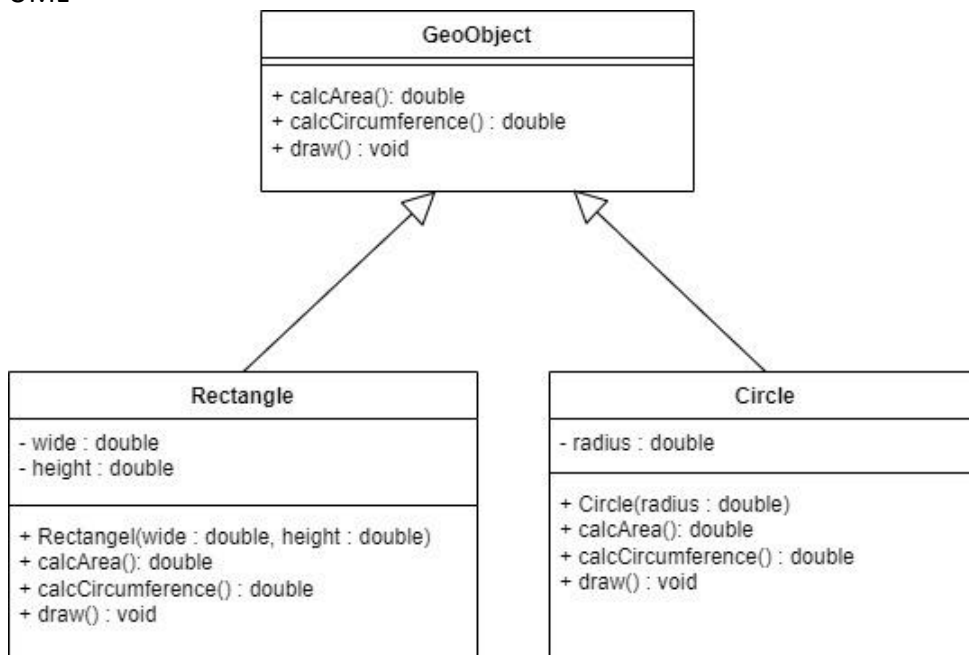 UML
GeoObject
+ calcArea(): double
+ calcCircumference() : double
+ draw() : void
Rectangle
- wide : double
- height : double
+ Rectangel(wide : double, height : double)
+ calcArea(): double
+ calcCircumference() : double
+ draw() : void
Circle
- radius : double
+ Circle(radius : double)
+ calcArea(): double
+ calcCircumference() : double
+ draw() : void